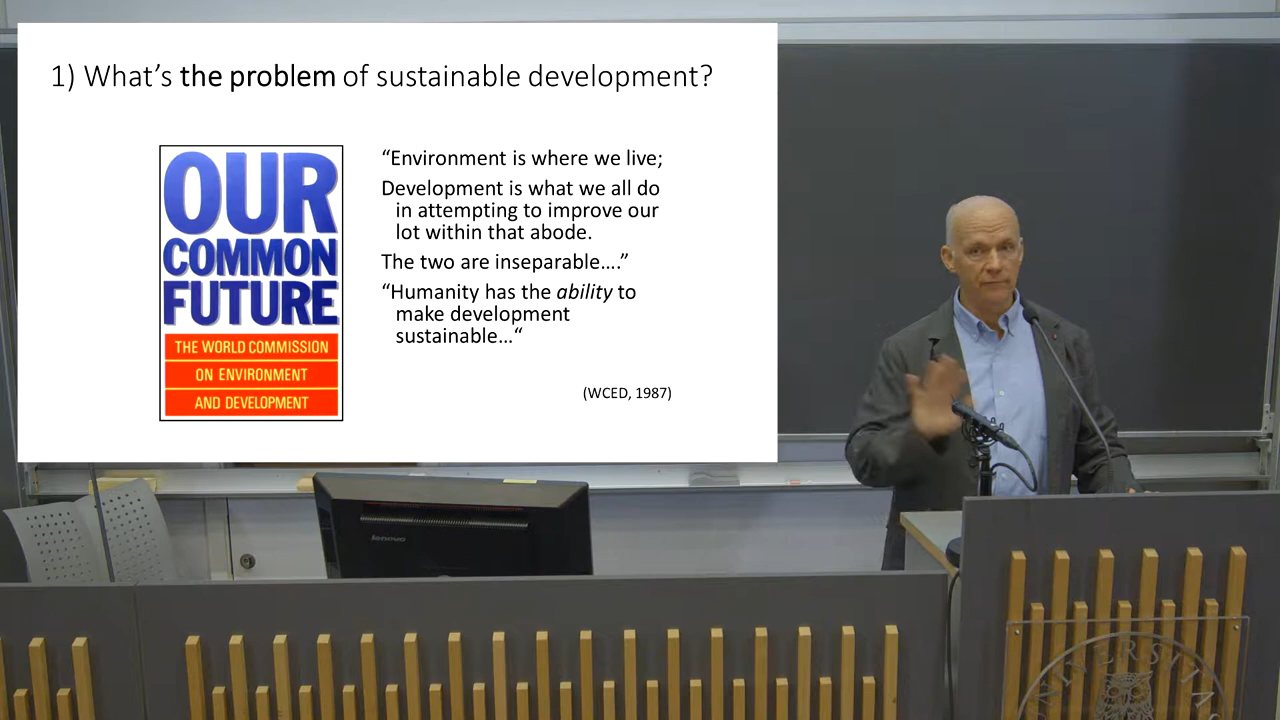 1) What’s the problem of sustainable development?
OUR
COMMON
FUTURE
THE WORLD COMMISSION
ON ENVIRONMENT
AND DEVELOPMENT
“Environment is where we live;
Development is what we all do
in attempting to improve our
lot within that abode.
The two are inseparable….”
“Humanity has the ability to
make development
sustainable…“
(WCED, 1987)
lenovo